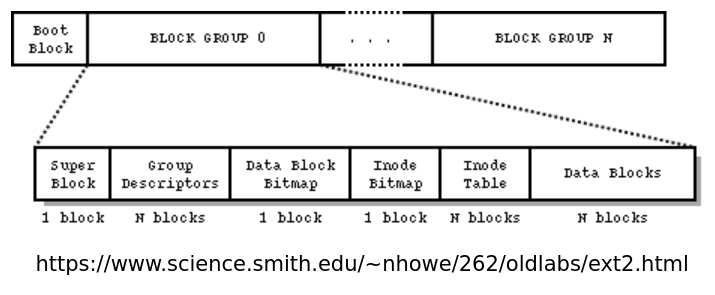 Boot
Block
BLOCK GROUP 0
. . .
BLOCK GROUP N
Super
Block
Group
Descriptors
Data Block
Bitmap
Inode
Bitmap
Inode
Table
Data Blocks
1 block
N blocks
1 block
1 block
N blocks
N blocks
https://www.science.smith.edu/~nhowe/262/oldlabs/ext2.html